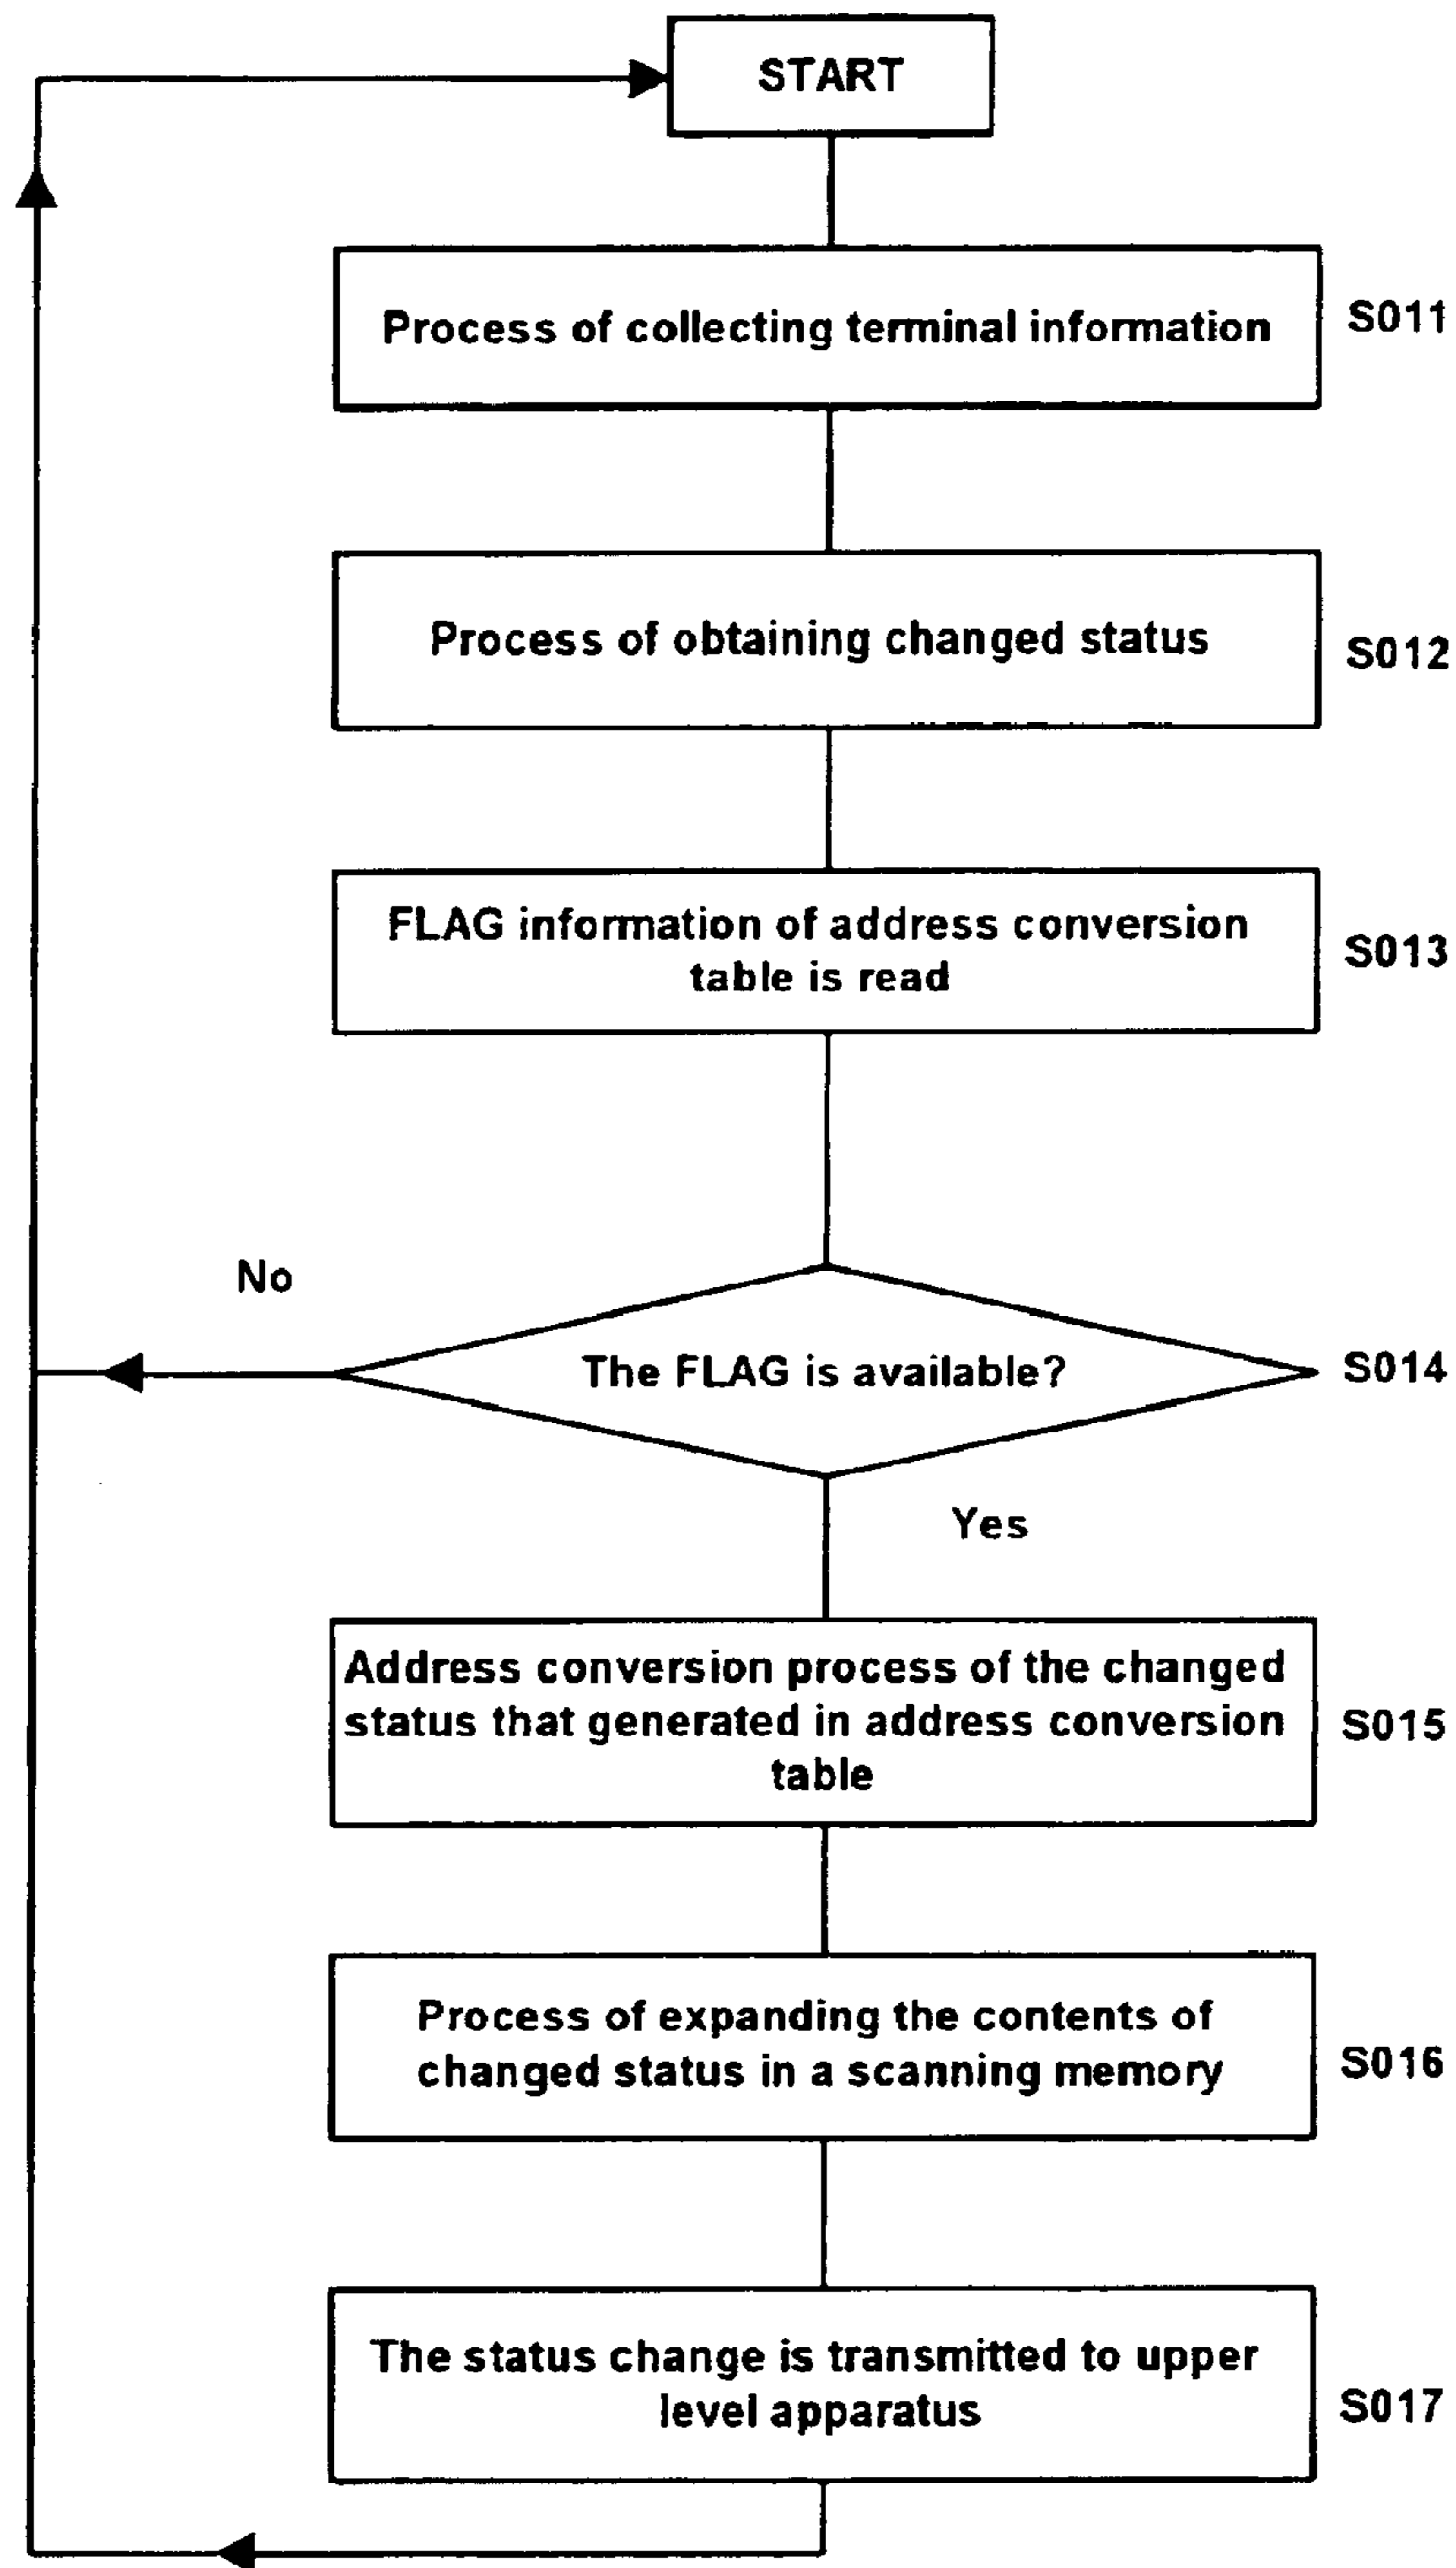 START
Process of collecting terminal information
S011
Process of obtaining changed status
S012
FLAG information of address conversion
table is read
S013
No
The FLAG is available?
S014
Yes
Address conversion process of the changed
status that generated in address conversion
table
S015
Process of expanding the contents of
changed status in a scanning memory
S016
The status change is transmitted to upper
level apparatus
S017